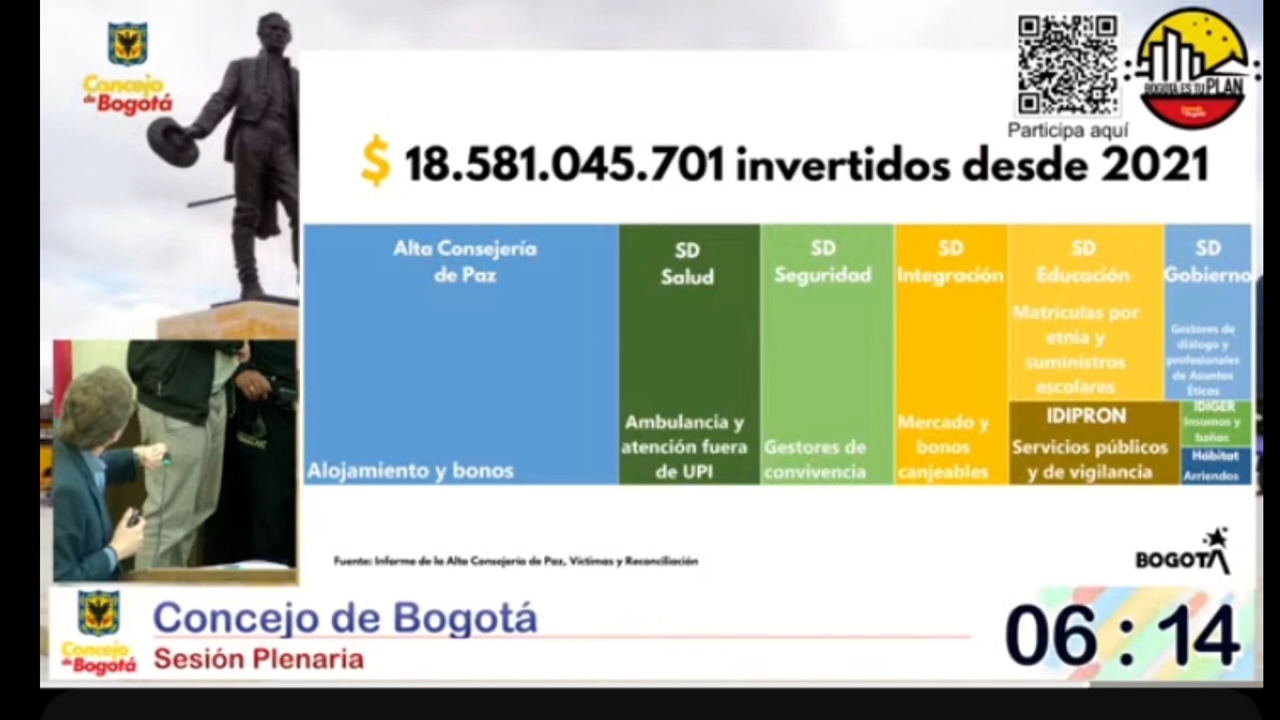 Concejo
de Bogotá
BOGOTÁ ES TU PLAN
Participa aquí
$ 18.581.045.701 invertidos desde 2021
Alta Consejería
de Paz
Alojamiento y bonos
SD
Salud
Ambulancia y
atención fuera
de UPI
SD
Seguridad
Gestores de
convivencia
SD
Integración
Mercado y
bonos
canjeables
SD
Educación
Matriculas por
etnia y
suministros
escolares
SD
Gobierno
Gestores de
diálogo y
profesionales
de Asuntos
Éticos
IDIPRON
Servicios públicos
y de vigilancia
IDIGER
Insumos y
baños
Hábitat
Arriendos
Fuente: Informe de la Alta Consejería de Paz, Víctimas y Reconciliación
BOGOTÁ
Concejo
de Bogotá
Concejo de Bogotá
Sesión Plenaria
06 : 14